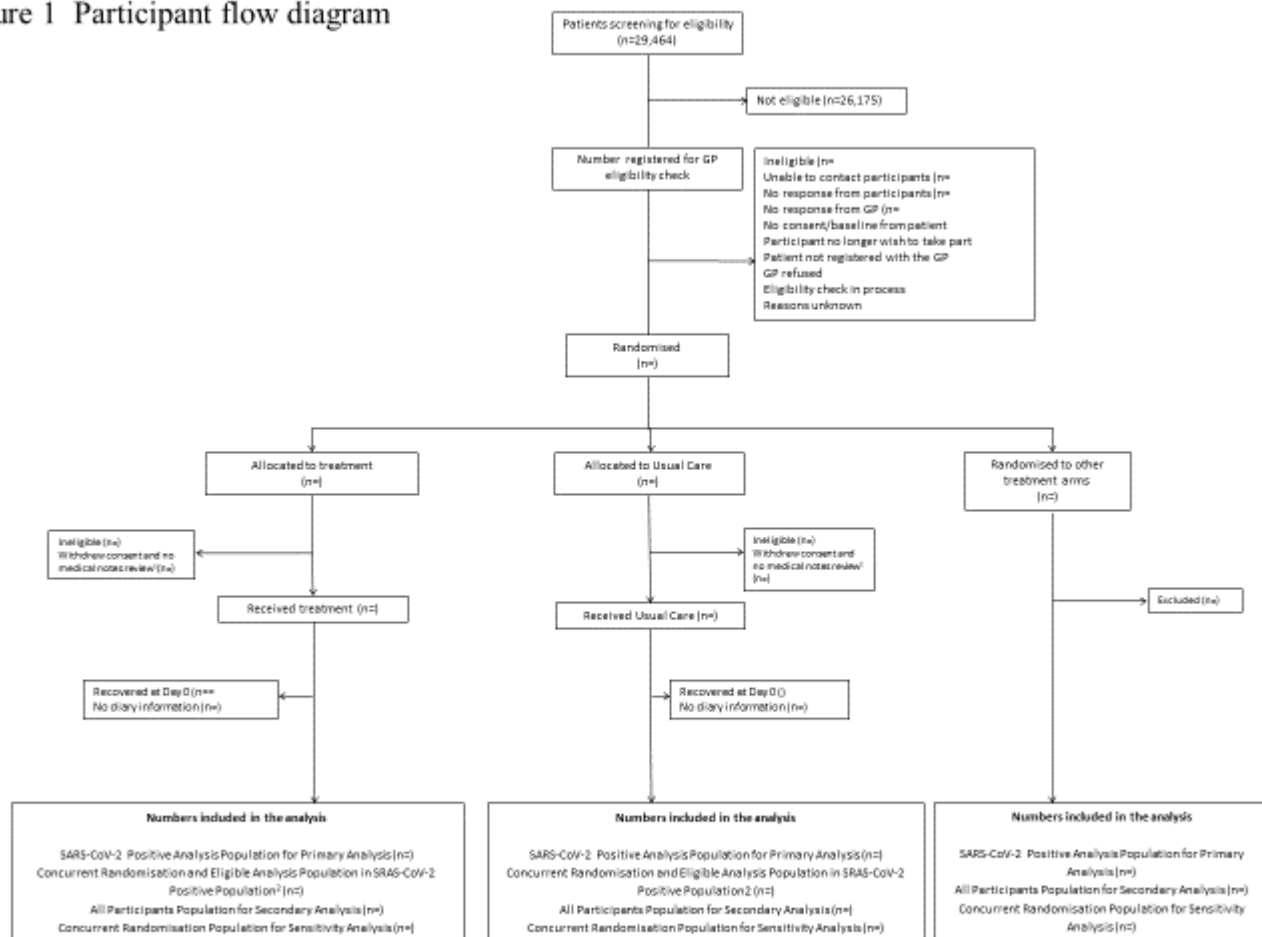 ure 1 Participant flow diagram
Patients screening for eligibility
(n=29,464)
Not eligible (n=26,175)
Number registered for GP
eligibility check
Ineligible (n=
Unable to contact participants (n=
No response from participants (n=
No response from GP (n=
No consent/baseline from patient
Participant no longer wish to take part
Patient not registered with the GP
GP refused
Eligibility check in process
Reasons unknown
Randomised
(n=)
Allocated to treatment
(n=)
Allocated to Usual Care
(n=)
Randomised to other
treatment arms
(n=)
Ineligible (n=)
Withdrew consent and no
medical notes review¹ (n=)
Ineligible (n=)
Withdrew consent and
no medical notes review¹
(n=)
Excluded (n=)
Received treatment (n=)
Received Usual Care (n=)
Recovered at Day 0 (n==
No diary information (n=)
Recovered at Day 0 ()
No diary information (n=)
Numbers included in the analysis
SARS-CoV-2 Positive Analysis Population for Primary Analysis (n=)
Concurrent Randomisation and Eligible Analysis Population in SRAS-CoV-2
Positive Population² (n=)
All Participants Population for Secondary Analysis (n=)
Concurrent Randomisation Population for Sensitivity Analysis (n=)
Numbers included in the analysis
SARS-CoV-2 Positive Analysis Population for Primary Analysis (n=)
Concurrent Randomisation and Eligible Analysis Population in SRAS-CoV-2
Positive Population2 (n=)
All Participants Population for Secondary Analysis (n=)
Concurrent Randomisation Population for Sensitivity Analysis (n=)
Numbers included in the analysis
SARS-CoV-2 Positive Analysis Population for Primary
Analysis (n=)
All Participants Population for Secondary Analysis (n=)
Concurrent Randomisation Population for Sensitivity
Analysis (n=)